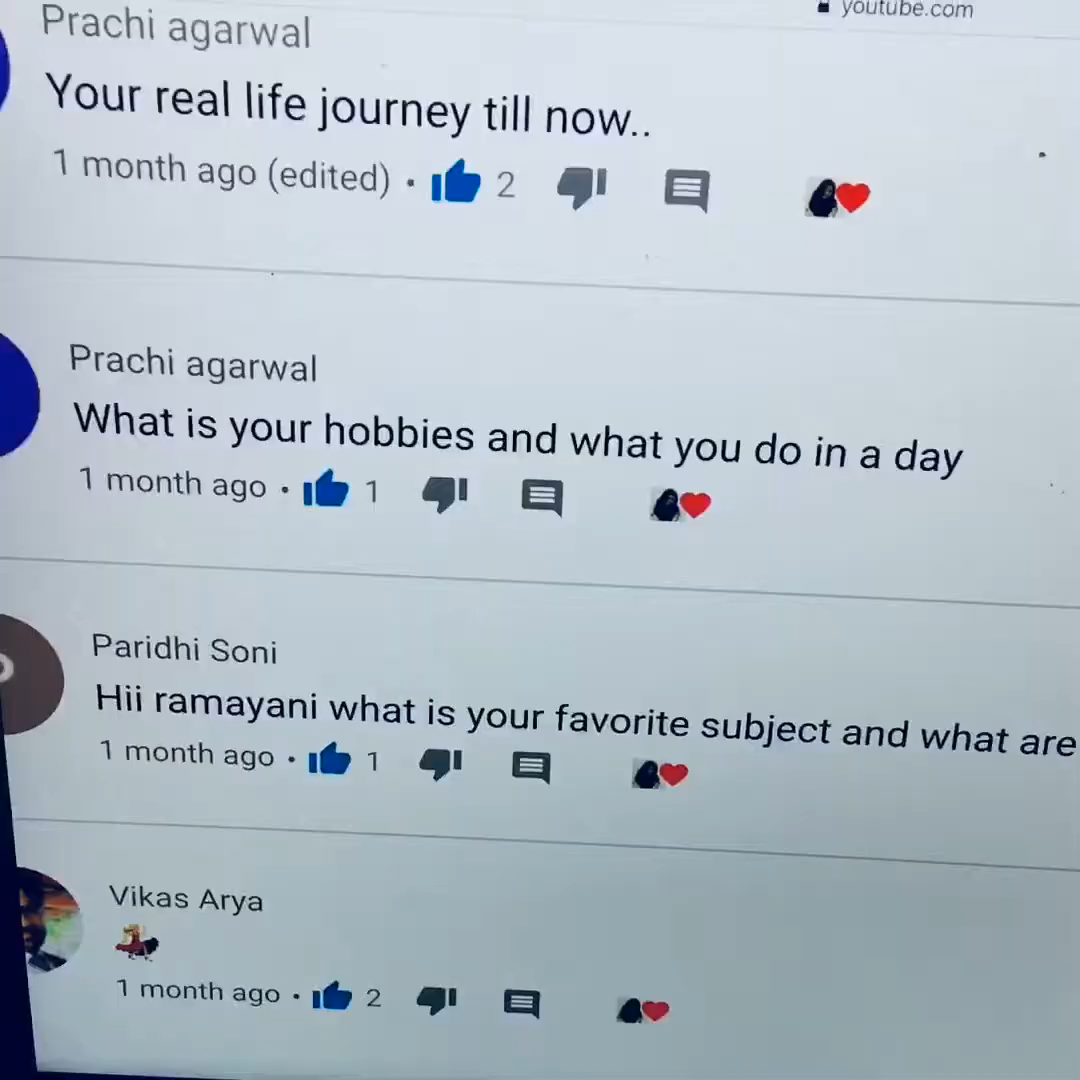 youtube.com
Prachi agarwal
Your real life journey till now..
1 month ago (edited) • 2
Prachi agarwal
What is your hobbies and what you do in a day
1 month ago • 1
Paridhi Soni
Hii ramayani what is your favorite subject and what are
1 month ago • 1
Vikas Arya
1 month ago • 2